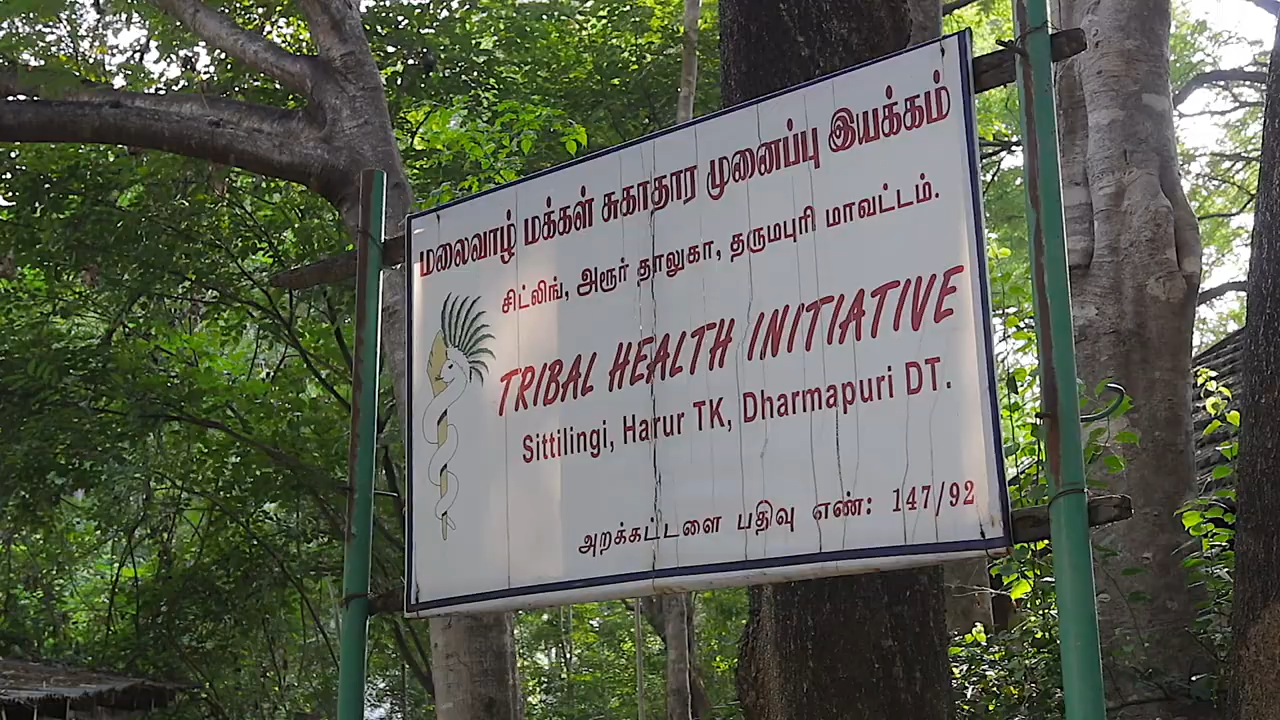 மலைவாழ் மக்கள் சுகாதார முனைப்பு இயக்கம்
சிட்லிங், அரூர் தாலுகா, தருமபுரி மாவட்டம்.
TRIBAL HEALTH INITIATIVE
Sittilingi, Harur TK, Dharmapuri DT.
அறக்கட்டளை பதிவு எண்: 147/92